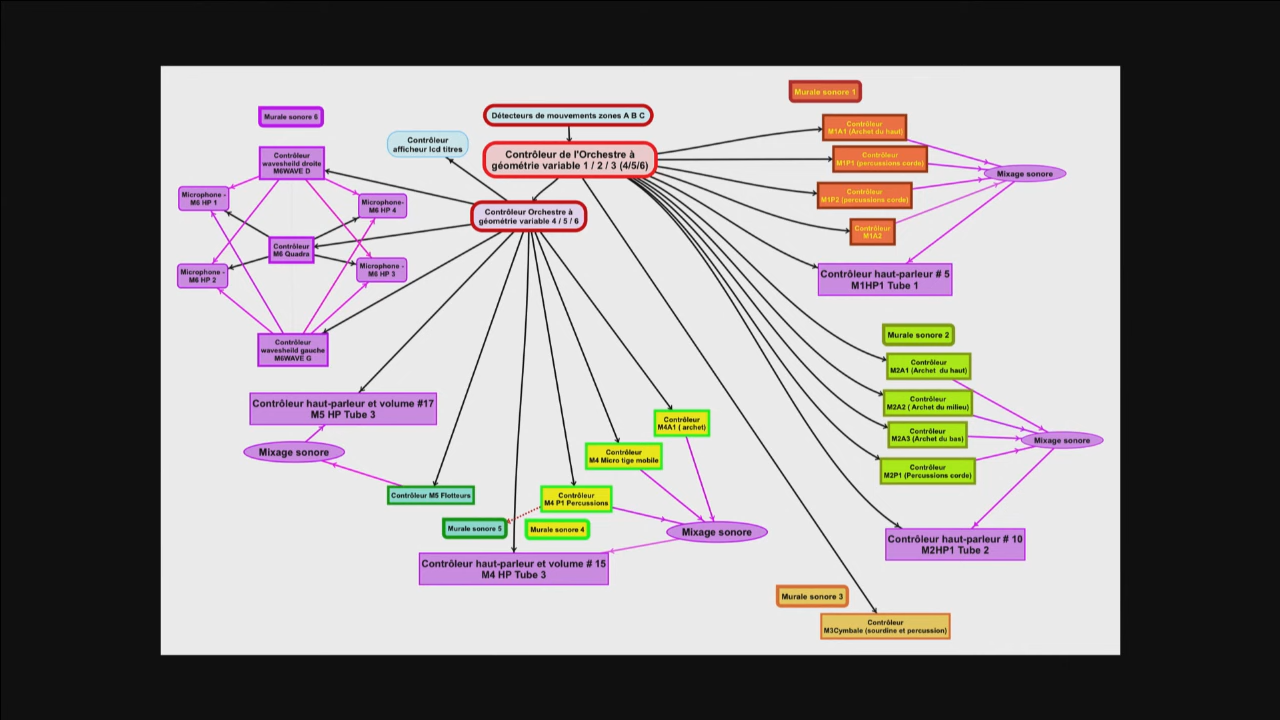 Murale sonore 1
Murale sonore 6
Détecteurs de mouvements zones A B C
Contrôleur
M1A1 (Archet du haut)
Contrôleur
afficheur lcd titres
Contrôleur de l'Orchestre à
géométrie variable 1 / 2 / 3 (4/5/6)
Contrôleur
M1P1 (percussions corde)
Contrôleur
wavesheild droite
M6WAVE D
Mixage sonore
Microphone -
M6 HP 1
Microphone-
M6 HP 4
Contrôleur
M1P2 (percussions corde)
Contrôleur Orchestre à
géométrie variable 4 / 5 / 6
Contrôleur
M1A2
Contrôleur
M6 Quadra
Microphone -
M6 HP 2
Microphone -
M6 HP 3
Contrôleur haut-parleur # 5
M1HP1 Tube 1
Murale sonore 2
Contrôleur
wavesheild gauche
M6WAVE G
Contrôleur
M2A1 (Archet du haut)
Contrôleur
M2A2 ( Archet du milieu)
Contrôleur haut-parleur et volume #17
M5 HP Tube 3
Contrôleur
M4A1 ( archet)
Contrôleur
M2A3 (Archet du bas)
Mixage sonore
Mixage sonore
Contrôleur
M4 Micro tige mobile
Contrôleur
M2P1 (Percussions corde)
Contrôleur M5 Flotteurs
Contrôleur
M4 P1 Percussions
Murale sonore 5
Murale sonore 4
Mixage sonore
Contrôleur haut-parleur # 10
M2HP1 Tube 2
Contrôleur haut-parleur et volume # 15
M4 HP Tube 3
Murale sonore 3
Contrôleur
M3Cymbale (sourdine et percussion)